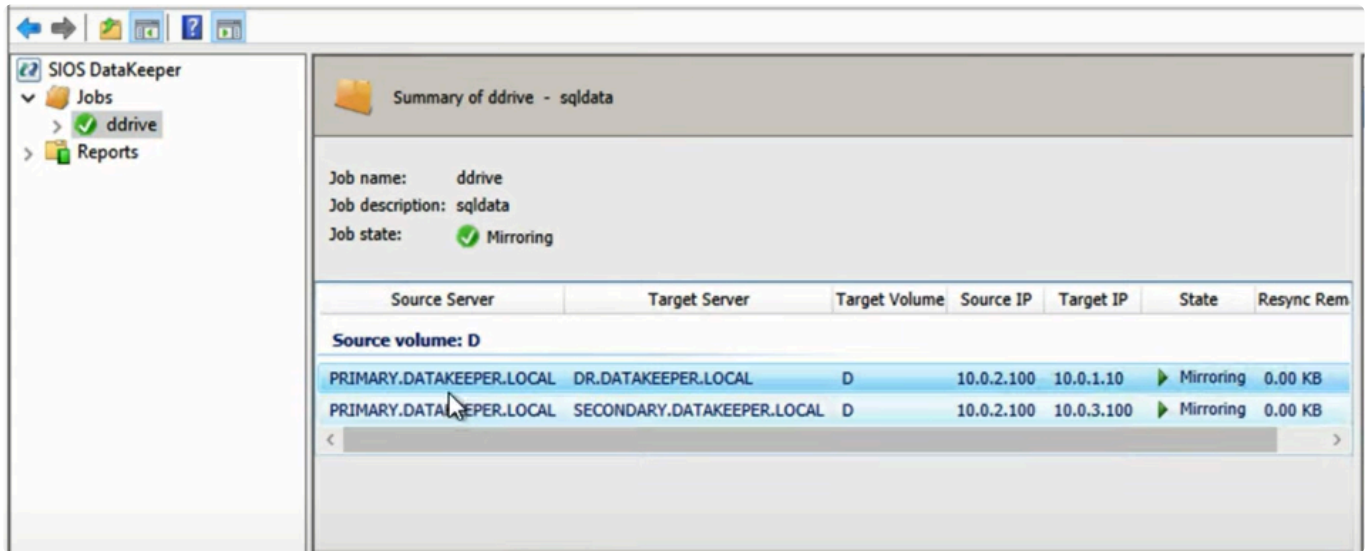 SIOS DataKeeper
Jobs
ddrive
Reports
Summary of ddrive - sqldata
Job name: ddrive
Job description: sqldata
Job state: Mirroring
Source Server Target Server Target Volume Source IP Target IP State Resync Rem
Source volume: D
PRIMARY.DATAKEEPER.LOCAL DR.DATAKEEPER.LOCAL D 10.0.2.100 10.0.1.10 Mirroring 0.00 KB
PRIMARY.DATAKEEPER.LOCAL SECONDARY.DATAKEEPER.LOCAL D 10.0.2.100 10.0.3.100 Mirroring 0.00 KB